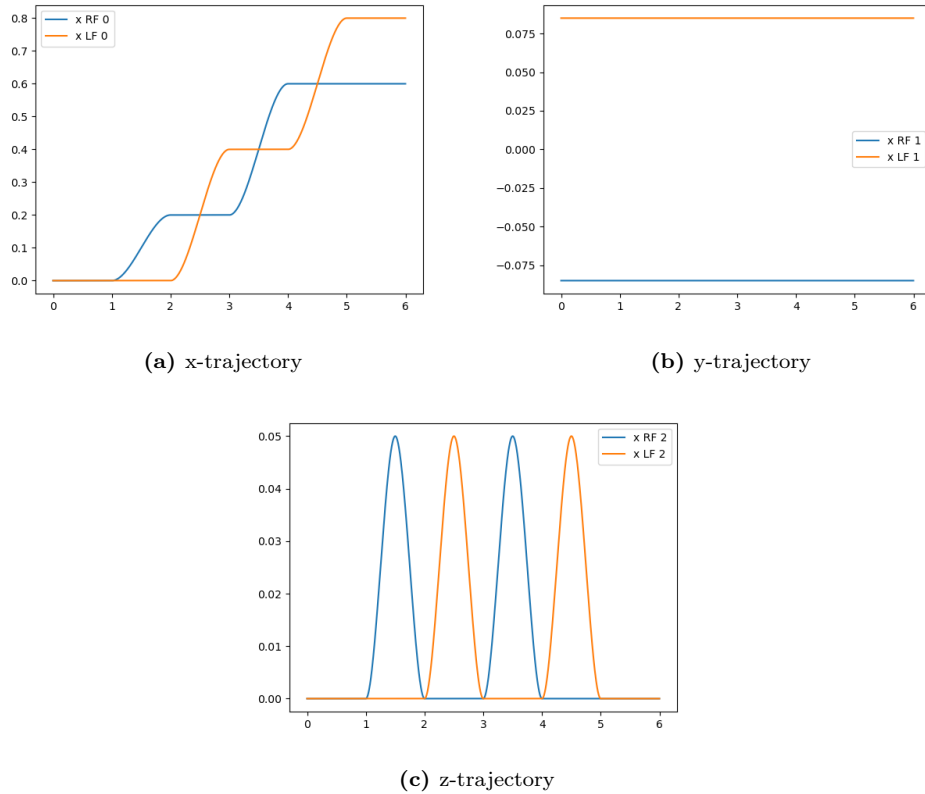 0.8
0.7
0.6
0.5
0.4
0.3
0.2
0.1
0.0
x RF 0
x LF 0
0 1 2 3 4 5 6
(a) x-trajectory
0.075
0.050
0.025
0.000
−0.025
−0.050
−0.075
x RF 1
x LF 1
0 1 2 3 4 5 6
(b) y-trajectory
0.05
0.04
0.03
0.02
0.01
0.00
x RF 2
x LF 2
0 1 2 3 4 5 6
(c) z-trajectory